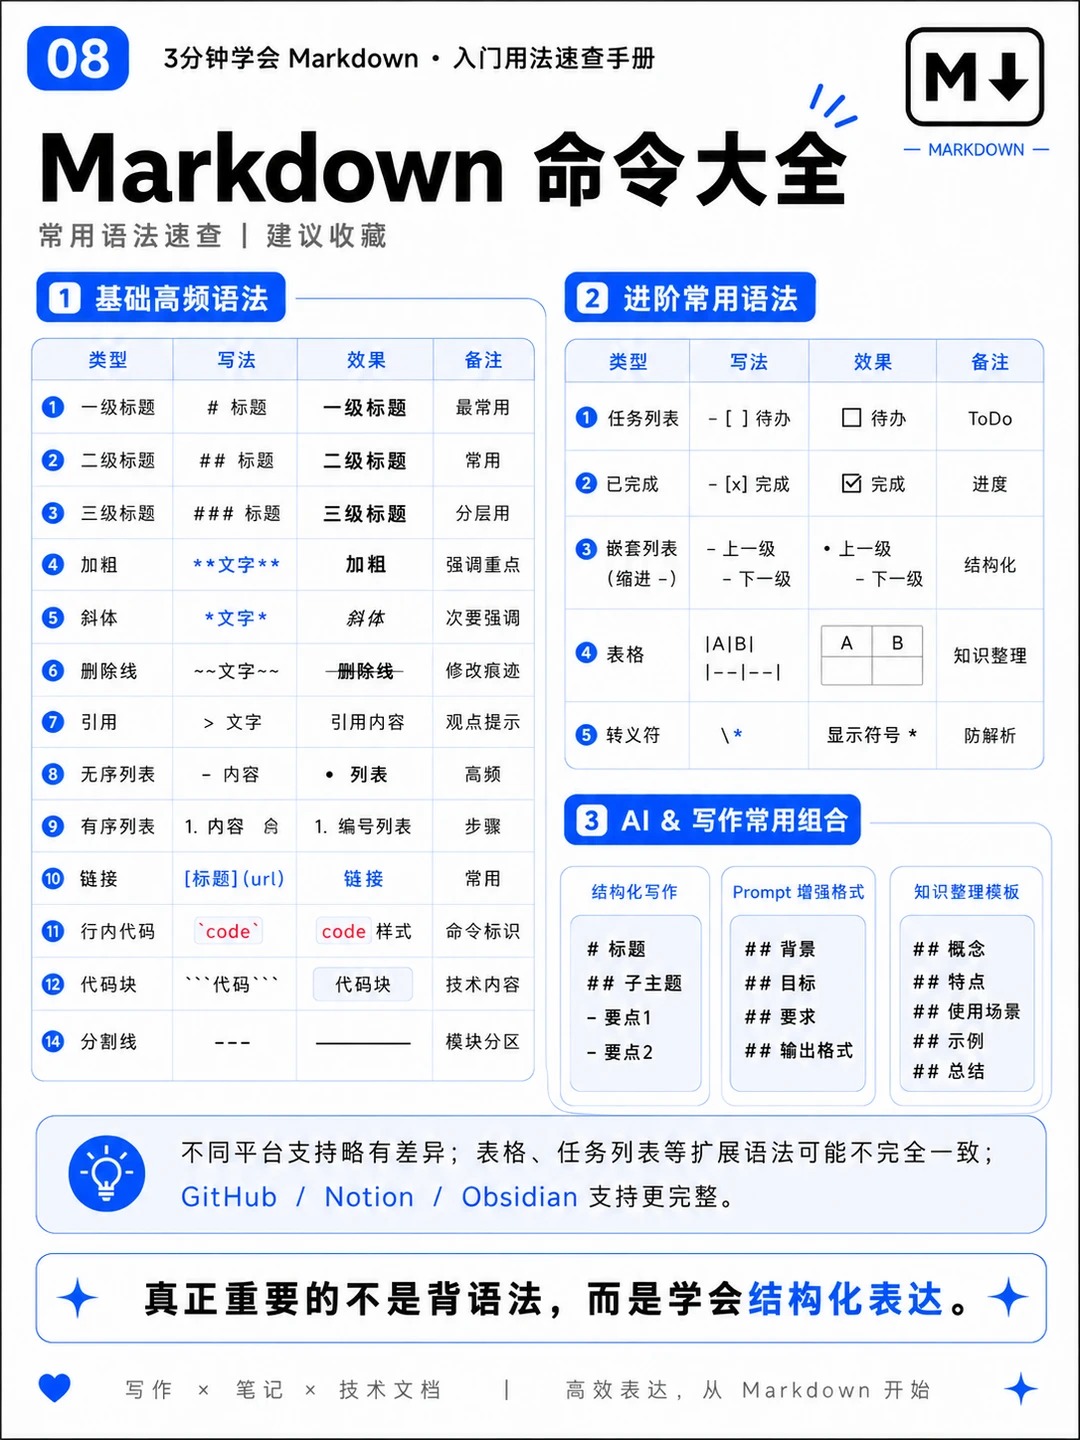 08
3分钟学会 Markdown • 入门用法速查手册
M
MARKDOWN
Markdown 命令大全
常用语法速查 | 建议收藏
1 基础高频语法
类型 写法 效果 备注
1 一级标题 # 标题 一级标题 最常用
2 二级标题 ## 标题 二级标题 常用
3 三级标题 ### 标题 三级标题 分层用
4 加粗 **文字** 加粗 强调重点
5 斜体 *文字* 斜体 次要强调
6 删除线 ~~文字~~ 删除线 修改痕迹
7 引用 > 文字 引用内容 观点提示
8 无序列表 – 内容 • 列表 高频
9 有序列表 1. 内容 1. 编号列表 步骤
10 链接 [标题](url) 链接 常用
11 行内代码 `code` code 样式 命令标识
12 代码块 ```代码``` 代码块 技术内容
14 分割线 --- 模块分区
2 进阶常用语法
类型 写法 效果 备注
1 任务列表 – [ ] 待办 ☐ 待办 ToDo
2 已完成 – [x] 完成 ☑ 完成 进度
3 嵌套列表 – 上一级 • 上一级 结构化
（缩进 –） – 下一级 – 下一级
4 表格 |A|B| A B 知识整理
|--|--|
5 转义符 \* 显示符号 * 防解析
3 AI & 写作常用组合
结构化写作
# 标题
## 子主题
– 要点1
– 要点2
Prompt 增强格式
## 背景
## 目标
## 要求
## 输出格式
知识整理模板
## 概念
## 特点
## 使用场景
## 示例
## 总结
不同平台支持略有差异；表格、任务列表等扩展语法可能不完全一致；
GitHub / Notion / Obsidian 支持更完整。
真正重要的不是背语法，而是学会结构化表达。
写作 × 笔记 × 技术文档 | 高效表达，从 Markdown 开始